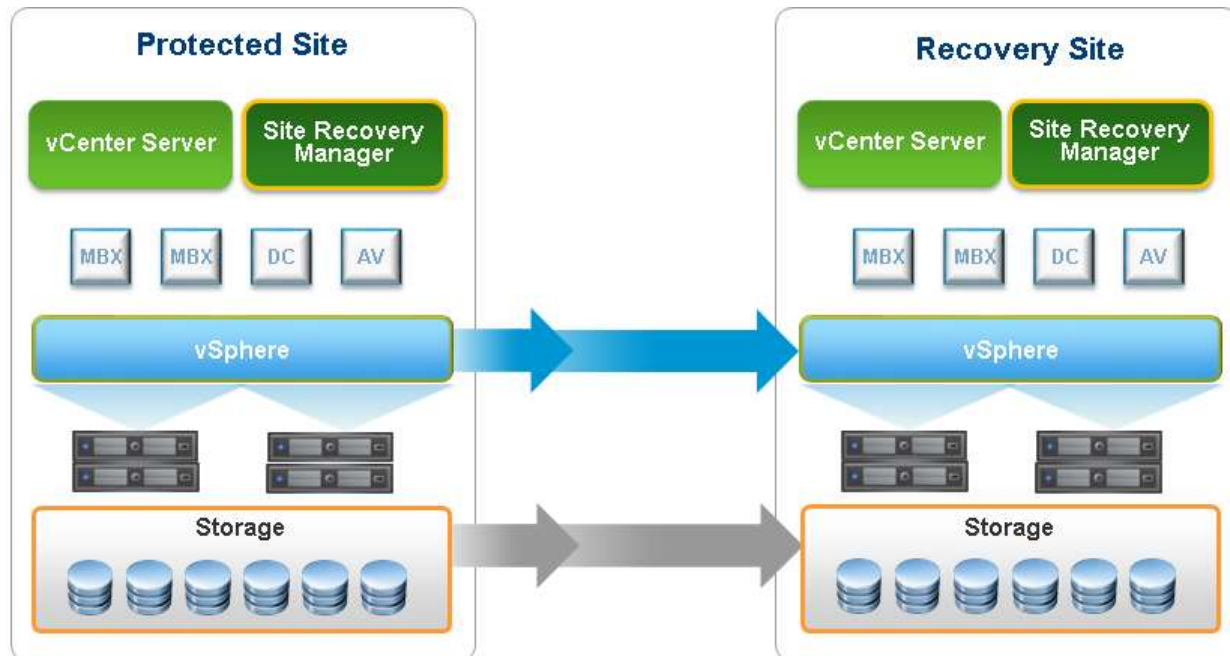 Protected Site
vCenter Server
Site Recovery
Manager
MBX
MBX
DC
AV
vSphere
Storage
Recovery Site
vCenter Server
Site Recovery
Manager
MBX
MBX
DC
AV
vSphere
Storage